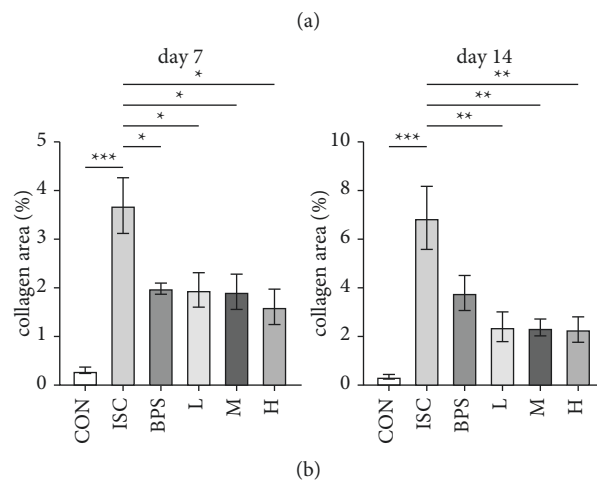 (a)
day 7
day 14
*
*
*
*
***
**
**
**
***
collagen area (%)
5
4
3
2
1
0
CON
ISC
BPS
L
M
H
collagen area (%)
10
8
6
4
2
0
CON
ISC
BPS
L
M
H
(b)